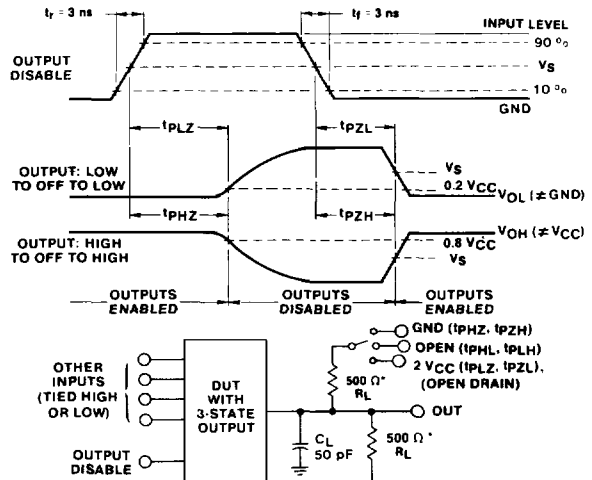 tr = 3 ns
tf = 3 ns
INPUT LEVEL
90 %
OUTPUT
DISABLE
VS
10 %
GND
tPLZ
tPZL
OUTPUT: LOW
TO OFF TO LOW
VS
0.2 VCC
VOL (≠GND)
tPHZ
tPZH
OUTPUT: HIGH
TO OFF TO HIGH
VOH (≠VCC)
0.8 VCC
VS
OUTPUTS
ENABLED
OUTPUTS
DISABLED
OUTPUTS
ENABLED
OTHER
INPUTS
(TIED HIGH
OR LOW)
OUTPUT
DISABLE
DUT
WITH
3-STATE
OUTPUT
GND (tPHZ, tPZH)
OPEN (tPHL, tPLH)
2 VCC (tPLZ, tPZL),
(OPEN DRAIN)
500 Ω*
RL
OUT
CL
50 pF
500 Ω*
RL